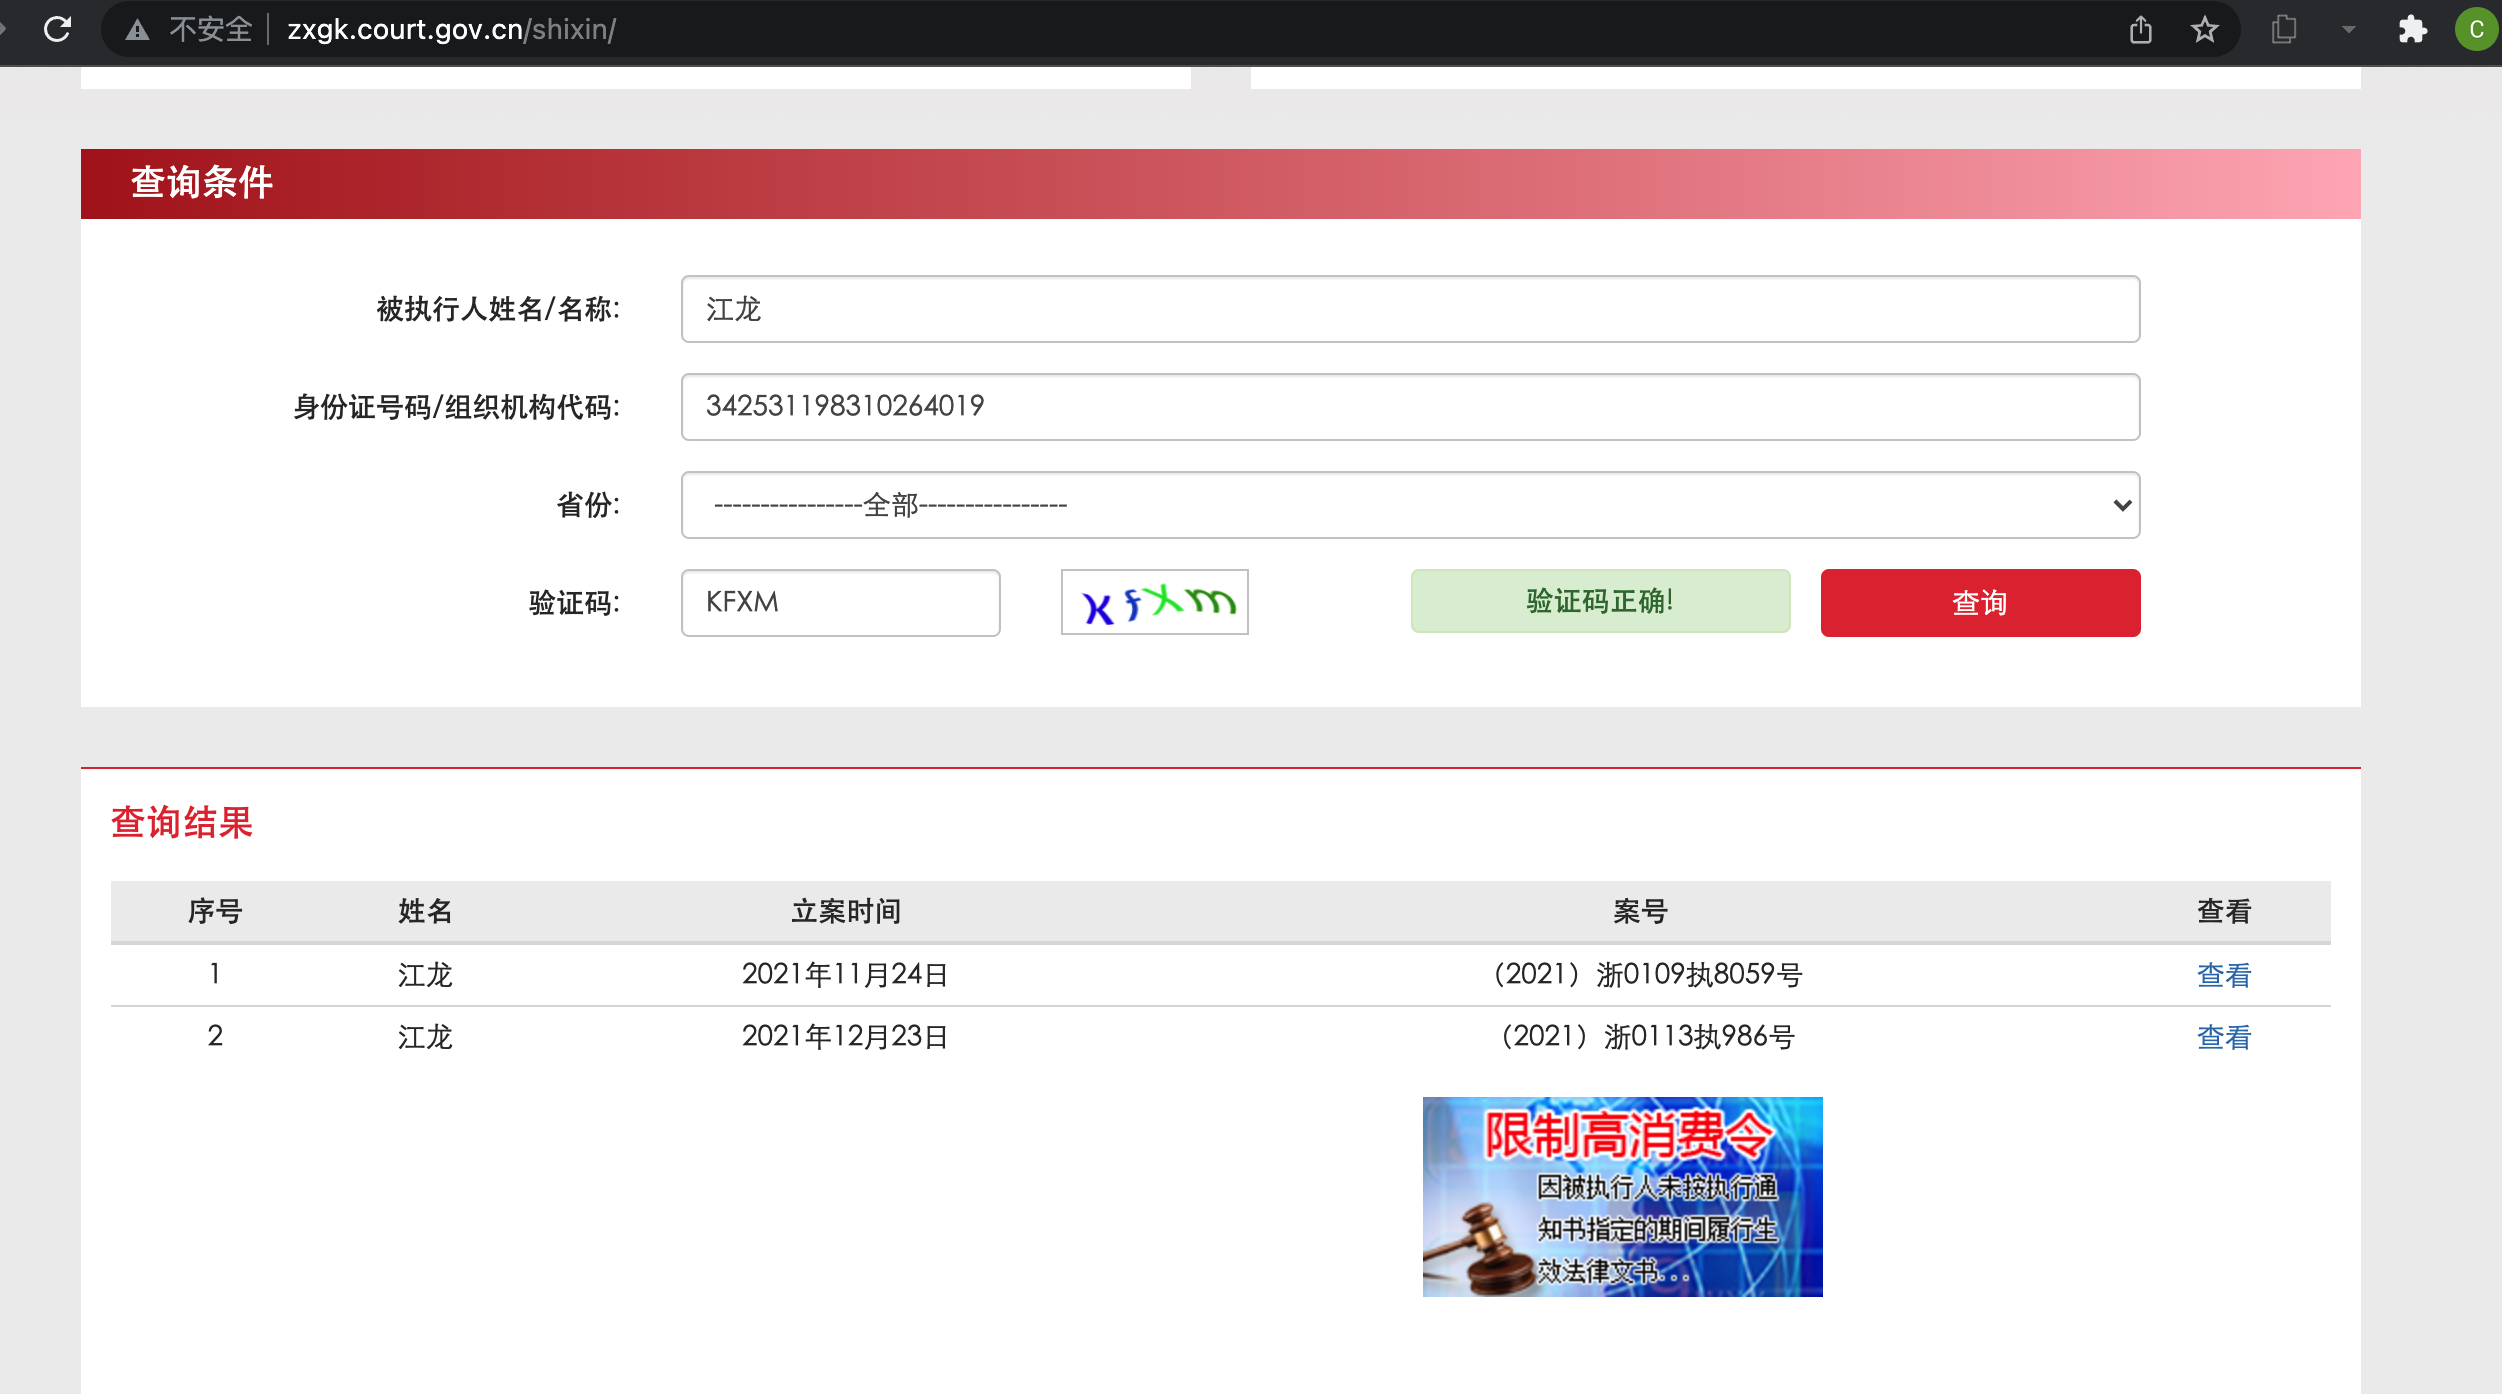 不安全 zxgk.court.gov.cn/shixin/ C
查询条件
被执行人姓名/名称: 江龙
身份证号码/组织机构代码: 342531198310264019
省份: ----------------全部----------------
验证码: KFXM KfXm 验证码正确! 查询
查询结果
序号 姓名 立案时间 案号 查看
1 江龙 2021年11月24日 （2021）浙0109执8059号 查看
2 江龙 2021年12月23日 （2021）浙0113执986号 查看
限制高消费令
因被执行人未按执行通
知书指定的期间履行生
效法律文书...